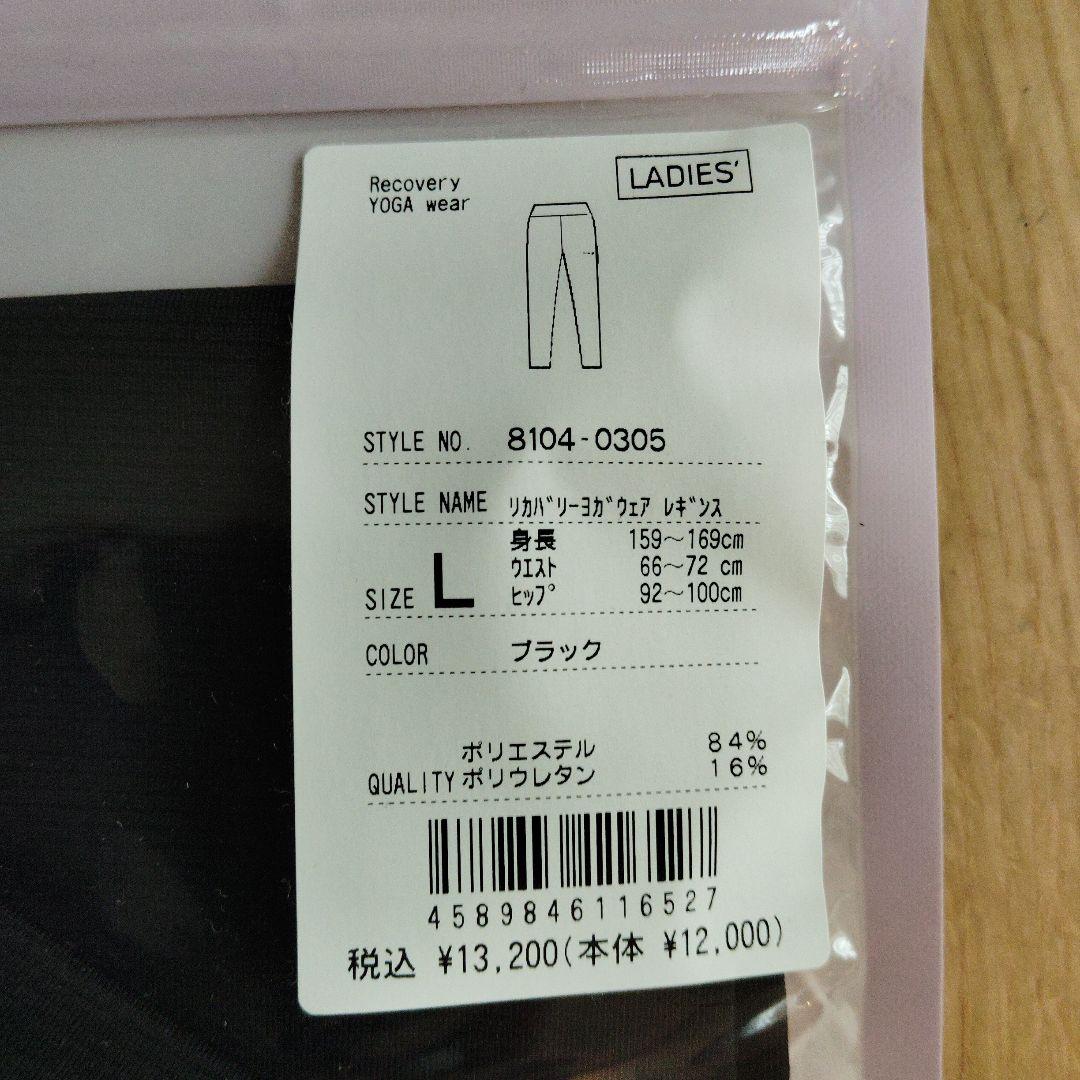 Recovery
YOGA wear
LADIES'
STYLE NO. 8104-0305
STYLE NAME ﾘｶﾊﾞﾘｰﾖｶﾞｳｪｱ ﾚｷﾞﾝｽ
身長 159～169cm
ｳｴｽﾄ 66～72 cm
ﾋｯﾌﾟ 92～100cm
SIZE L
COLOR ブラック
ポリエステル 84%
QUALITY ポリウレタン 16%
4589846116527
税込 ¥13,200(本体 ¥12,000)